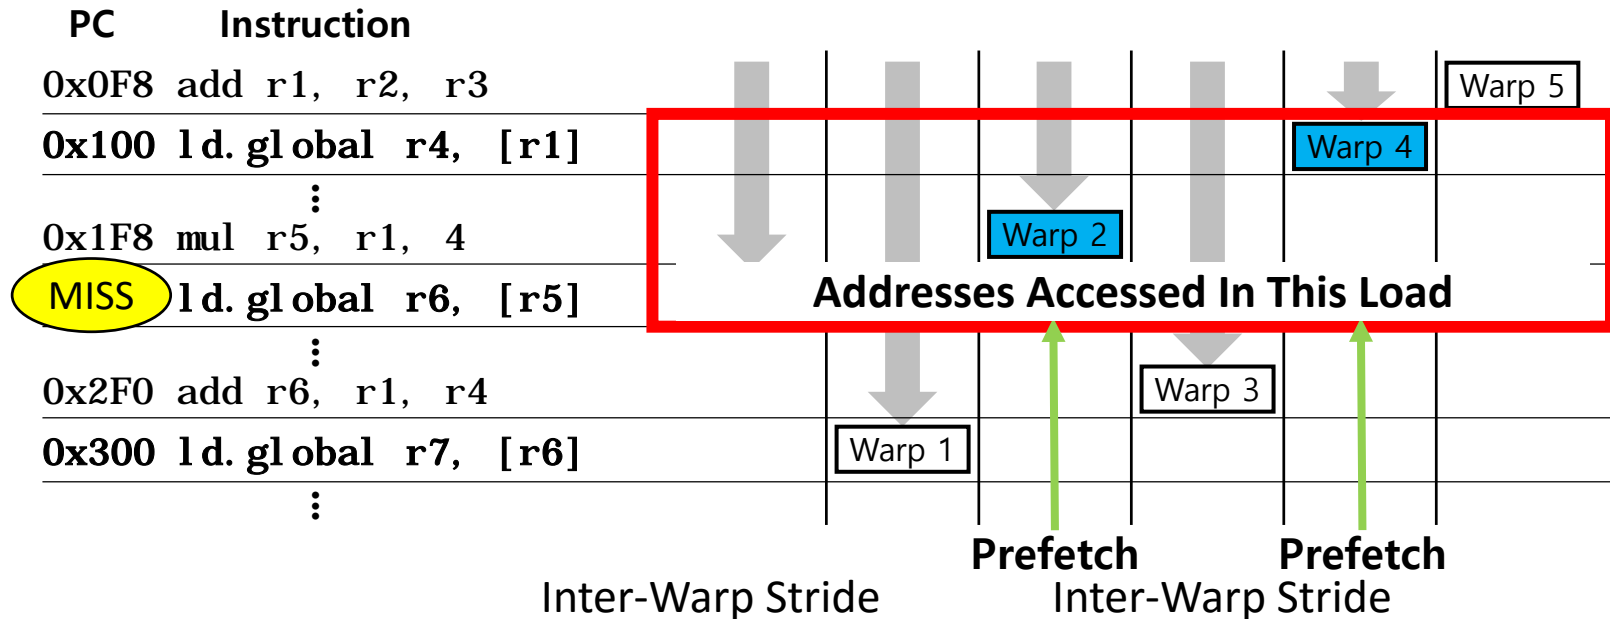 PC Instruction
0x0F8 add r1, r2, r3 Warp 5
0x100 ld.global r4, [r1] Warp 4
⋮
0x1F8 mul r5, r1, 4 Warp 2
MISS ld.global r6, [r5] Addresses Accessed In This Load
⋮
0x2F0 add r6, r1, r4 Warp 3
0x300 ld.global r7, [r6] Warp 1
⋮
Prefetch Prefetch
Inter-Warp Stride Inter-Warp Stride